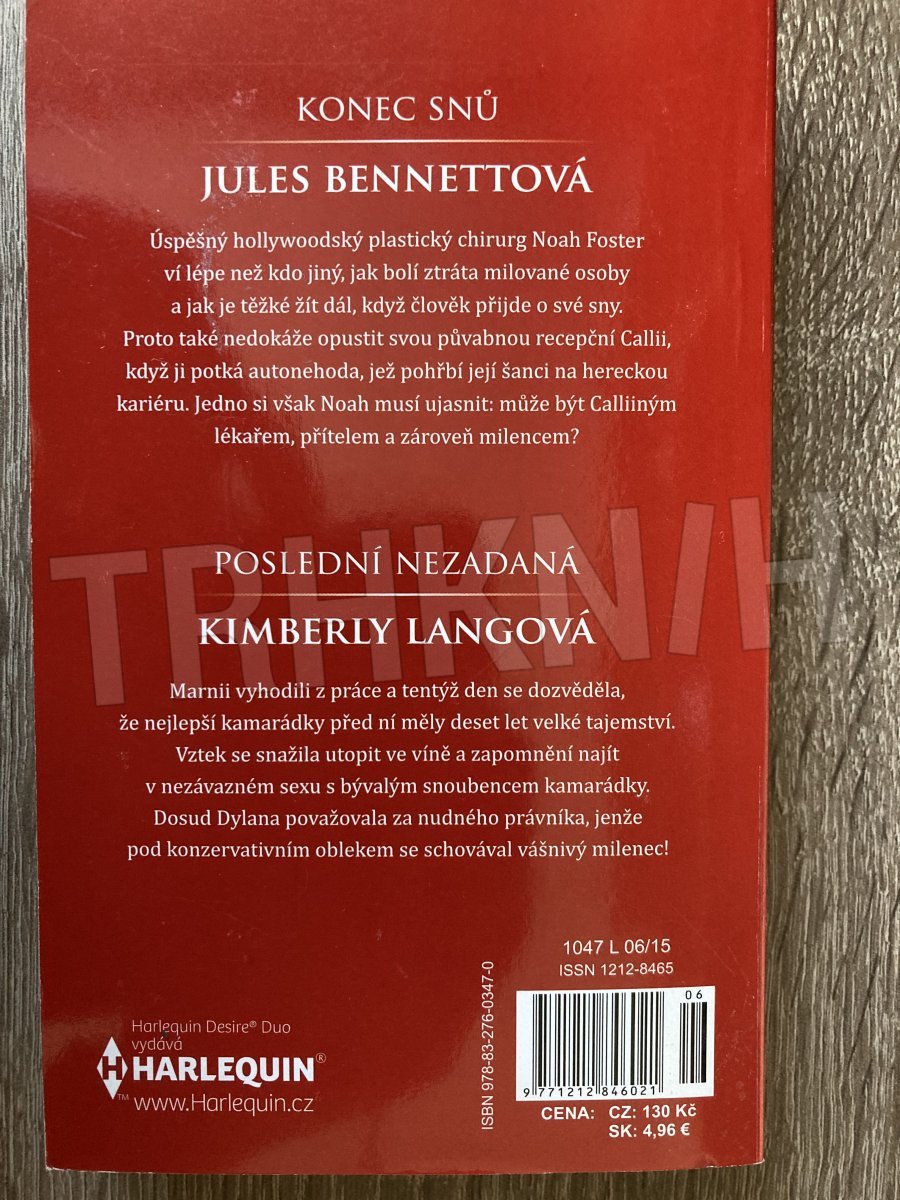 KONEC SNŮ
JULES BENNETTOVÁ
Úspěšný hollywoodský plastický chirurg Noah Foster
ví lépe než kdo jiný, jak bolí ztráta milované osoby
a jak je těžké žít dál, když člověk přijde o své sny.
Proto také nedokáže opustit svou půvabnou recepční Callii,
když ji potká autonehoda, jež pohřbí její šanci na hereckou
kariéru. Jedno si však Noah musí ujasnit: může být Calliiným
lékařem, přítelem a zároveň milencem?
TRHKNIH
POSLEDNÍ NEZADANÁ
KIMBERLY LANGOVÁ
Marnii vyhodili z práce a tentýž den se dozvěděla,
že nejlepší kamarádky před ní měly deset let velké tajemství.
Vztek se snažila utopit ve víně a zapomnění najít
v nezávazném sexu s bývalým snoubencem kamarádky.
Dosud Dylana považovala za nudného právníka, jenže
pod konzervativním oblekem se schovával vášnivý milenec!
Harlequin Desire® Duo
vydává
H HARLEQUIN®
™ www.Harlequin.cz
ISBN 978-83-276-0347-0
1047 L 06/15
ISSN 1212-8465
06
9 771212 846021
CENA: CZ: 130 Kč
SK: 4,96 €